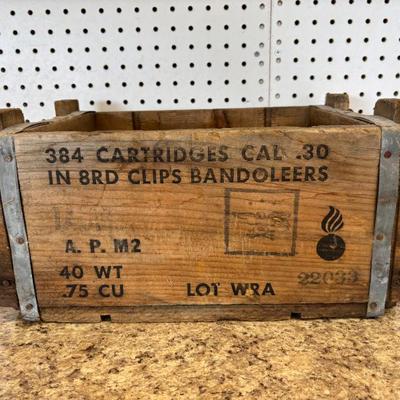 384 CARTRIDGES CAL .30
IN 8RD CLIPS BANDOLEERS
A. P. M2
40 WT
.75 CU
LOT WRA 22033